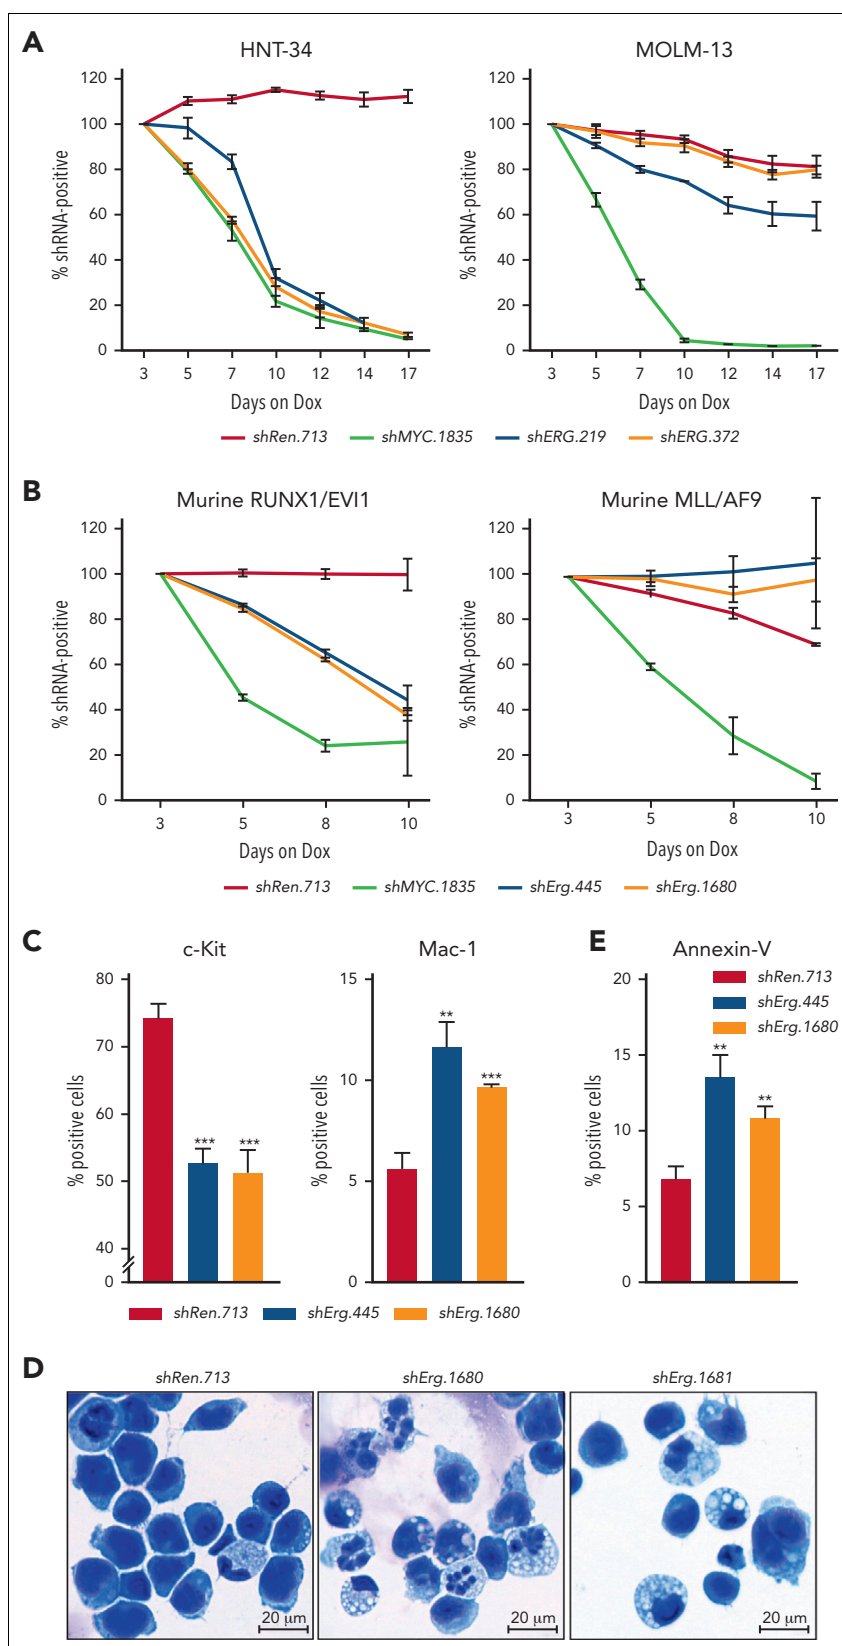 A
HNT-34
MOLM-13
% shRNA-positive
120
100
80
60
40
20
0
3 5 7 10 12 14 17
Days on Dox
% shRNA-positive
120
100
80
60
40
20
0
3 5 7 10 12 14 17
Days on Dox
shRen.713 shMYC.1835 shERG.219 shERG.372
B
Murine RUNX1/EVI1
Murine MLL/AF9
% shRNA-positive
120
100
80
60
40
20
0
3 5 8 10
Days on Dox
% shRNA-positive
120
100
80
60
40
20
0
3 5 8 10
Days on Dox
shRen.713 shMYC.1835 shErg.445 shErg.1680
C
c-Kit
% positive cells
80
70
60
50
40
0
*** ***
Mac-1
% positive cells
15
10
5
0
** ***
shRen.713 shErg.445 shErg.1680
E
Annexin-V
% positive cells
20
15
10
5
0
shRen.713
shErg.445
shErg.1680
** **
D
shRen.713 shErg.1680 shErg.1681
20 μm 20 μm 20 μm